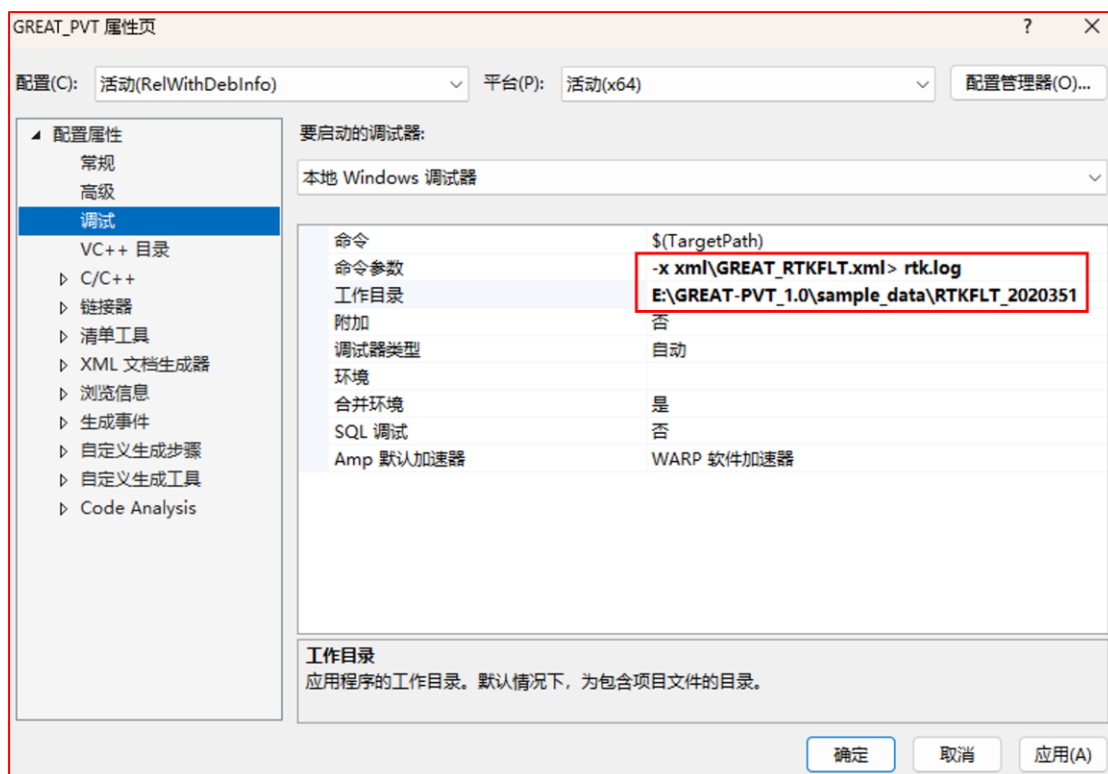 GREAT_PVT 属性页
?
配置(C):
活动(RelWithDebInfo)
平台(P):
活动(x64)
配置管理器(O)...
配置属性
常规
高级
调试
VC++ 目录
C/C++
链接器
清单工具
XML 文档生成器
浏览信息
生成事件
自定义生成步骤
自定义生成工具
Code Analysis
要启动的调试器:
本地 Windows 调试器
命令 $(TargetPath)
命令参数 -x xml\GREAT_RTKFLT.xml> rtk.log
工作目录 E:\GREAT-PVT_1.0\sample_data\RTKFLT_2020351
附加 否
调试器类型 自动
环境
合并环境 是
SQL 调试 否
Amp 默认加速器 WARP 软件加速器
工作目录
应用程序的工作目录。默认情况下，为包含项目文件的目录。
确定
取消
应用(A)